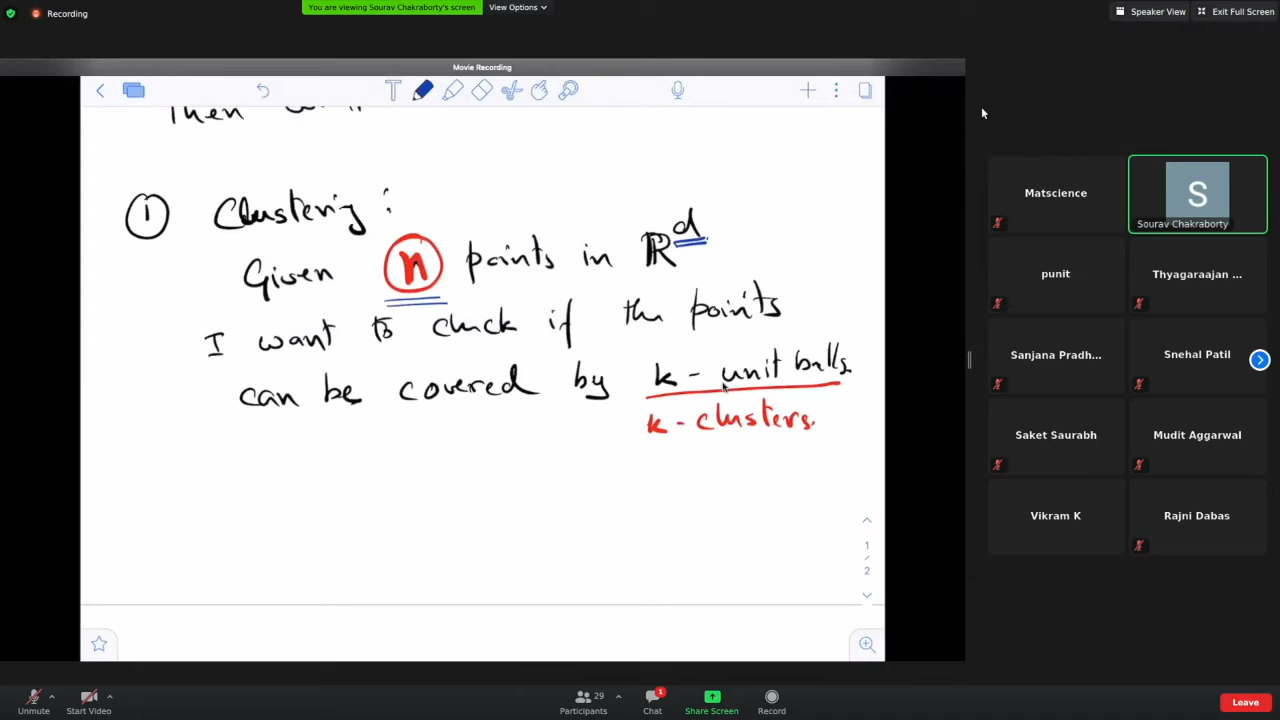 Recording
You are viewing Sourav Chakraborty's screen
View Options
Speaker View
Exit Full Screen
Movie Recording
Then
① Clustering:
Given n points in ℝ^d
I want to check if the points
can be covered by k - unit balls
k - clusters.
1
/
2
Matscience
S
Sourav Chakraborty
punit
Thyagaraajan ...
Sanjana Pradh...
Snehal Patil
Saket Saurabh
Mudit Aggarwal
Vikram K
Rajni Dabas
Unmute
Start Video
29
Participants
1
Chat
Share Screen
Record
Leave